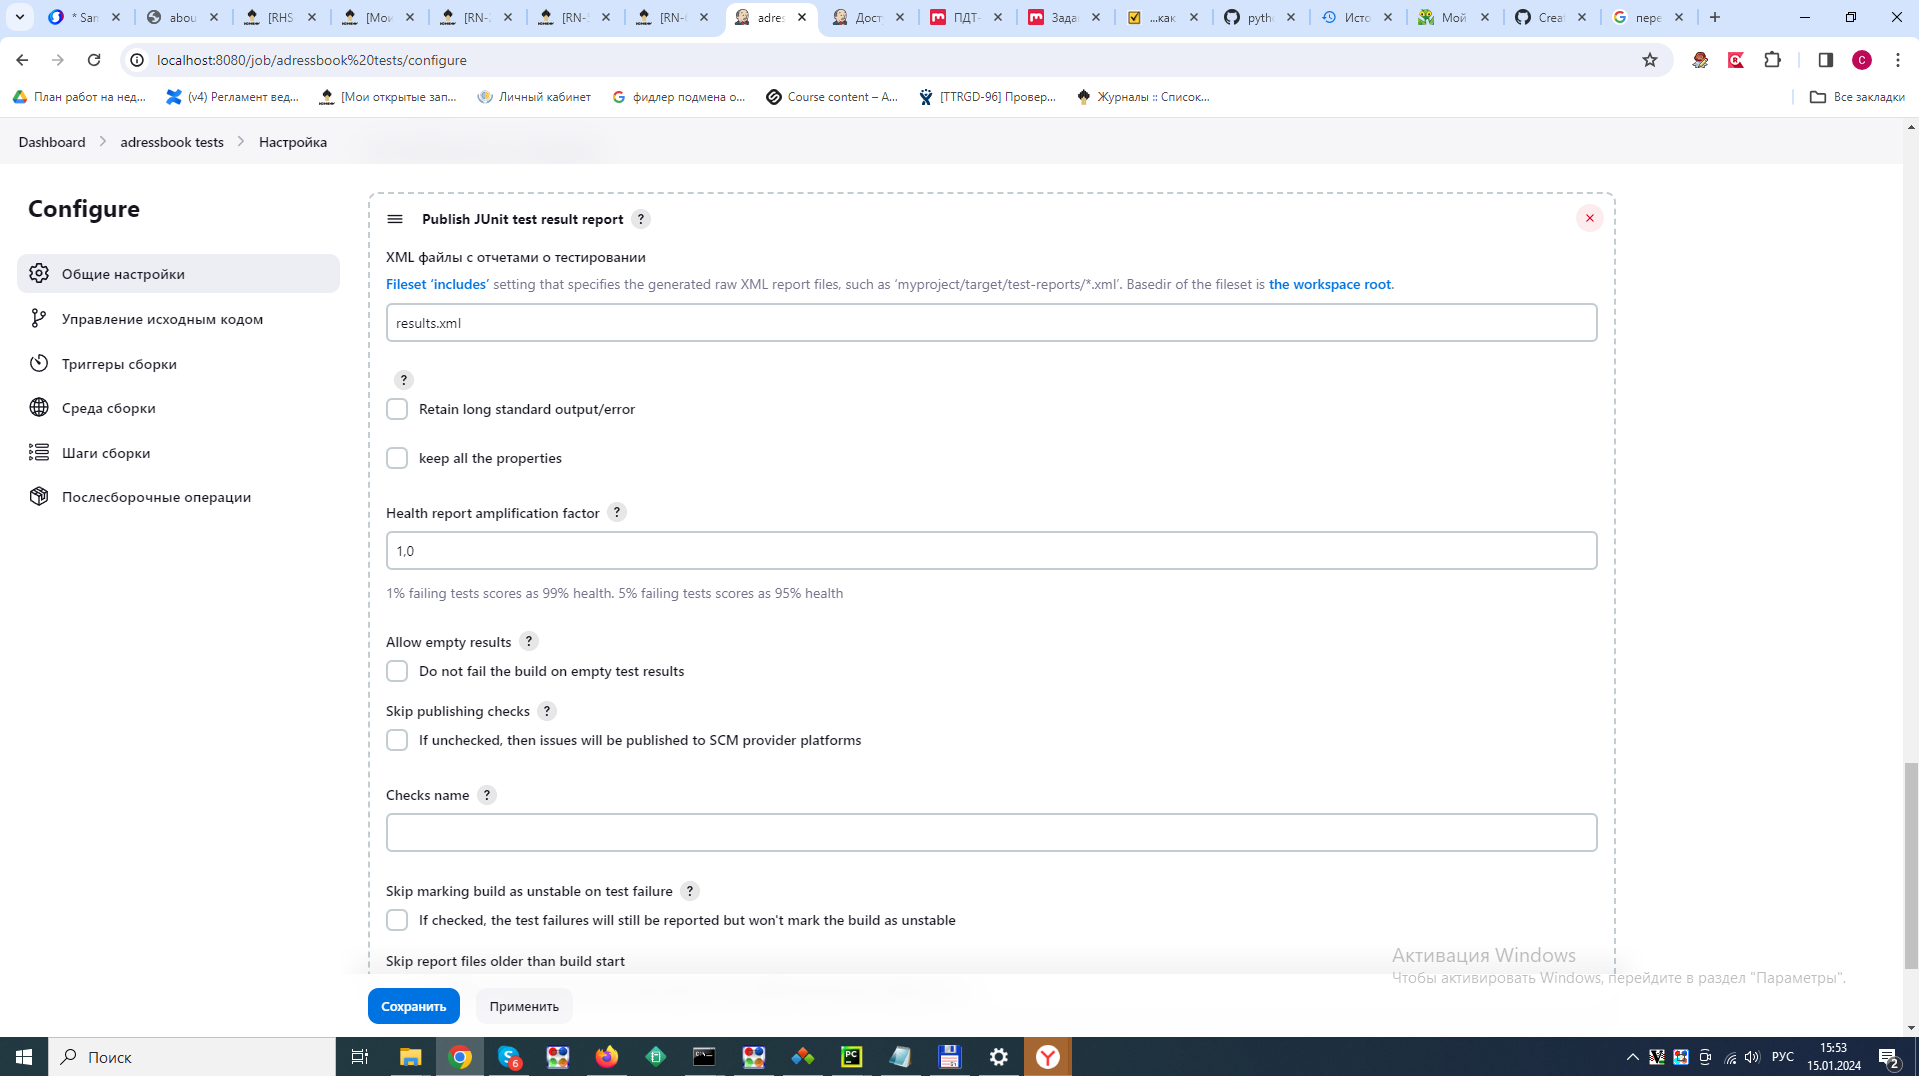 * San
abou
[RHS
[Мои
[RN-
[RN-
[RN-
adres
Дост
ПДТ-
Зада
...как
pyth
Исто
Мой
Crea
пере
localhost:8080/job/adressbook%20tests/configure
С
План работ на нед...
(v4) Регламент вед...
[Мои открытые зап...
Личный кабинет
фидлер подмена о...
Course content – A...
[TTRGD-96] Провер...
Журналы :: Список...
Все закладки
Dashboard
adressbook tests
Настройка
Configure
Общие настройки
Управление исходным кодом
Триггеры сборки
Среда сборки
Шаги сборки
Послесборочные операции
Publish JUnit test result report ?
XML файлы с отчетами о тестировании
Fileset ‘includes’ setting that specifies the generated raw XML report files, such as ‘myproject/target/test-reports/*.xml’. Basedir of the fileset is the workspace root.
results.xml
?
Retain long standard output/error
keep all the properties
Health report amplification factor ?
1,0
1% failing tests scores as 99% health. 5% failing tests scores as 95% health
Allow empty results ?
Do not fail the build on empty test results
Skip publishing checks ?
If unchecked, then issues will be published to SCM provider platforms
Checks name ?
Skip marking build as unstable on test failure ?
If checked, the test failures will still be reported but won't mark the build as unstable
Skip report files older than build start
Активация Windows
Чтобы активировать Windows, перейдите в раздел "Параметры".
Сохранить
Применить
Поиск
6
PC
РУС
15:53
15.01.2024
2